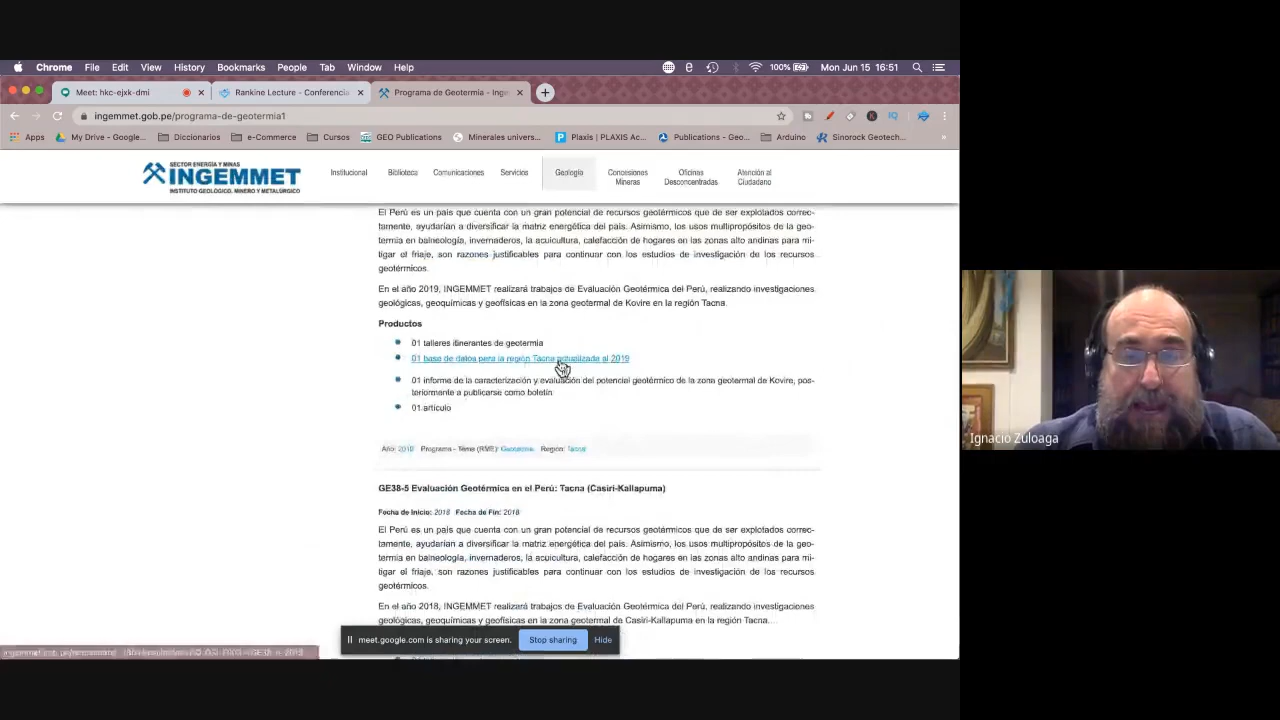 Chrome File Edit View History Bookmarks People Tab Window Help 100% Mon Jun 15 16:51
Meet: hkc-ejxk-dmi Rankine Lecture - Conferencia Programa de Geotermia - Inge
ingemmet.gob.pe/programa-de-geotermia1
Apps My Drive - Google... Diccionarios e-Commerce Cursos GEO Publications Minerales univers... Plaxis | PLAXIS Ac... Publications - Geo... Arduino Sinorock Geotech... »
SECTOR ENERGÍA Y MINAS
INGEMMET
INSTITUTO GEOLÓGICO, MINERO Y METALÚRGICO
Institucional Biblioteca Comunicaciones Servicios Geología Concesiones Mineras Oficinas Desconcentradas Atención al Ciudadano
El Perú es un país que cuenta con un gran potencial de recursos geotérmicos que de ser explotados correc-
tamente, ayudarían a diversificar la matriz energética del país. Asimismo, los usos multipropósitos de la geo-
termia en balneología, invernaderos, la acuicultura, calefacción de hogares en las zonas alto andinas para mi-
tigar el friaje, son razones justificables para continuar con los estudios de investigación de los recursos
geotérmicos.
En el año 2019, INGEMMET realizará trabajos de Evaluación Geotérmica del Perú, realizando investigaciones
geológicas, geoquímicas y geofísicas en la zona geotermal de Kovire en la región Tacna.
Productos
01 talleres itinerantes de geotermia
01 base de datos para la región Tacna actualizada al 2019
01 informe de la caracterización y evaluación del potencial geotérmico de la zona geotermal de Kovire, pos-
teriormente a publicarse como boletín
01 artículo
Año: 2019 Programa - Tema (RME): Geotermia Región: Tacna
GE38-5 Evaluación Geotérmica en el Perú: Tacna (Casiri-Kallapuma)
Fecha de Inicio: 2018 Fecha de Fin: 2018
El Perú es un país que cuenta con un gran potencial de recursos geotérmicos que de ser explotados correc-
tamente, ayudarían a diversificar la matriz energética del país. Asimismo, los usos multipropósitos de la geo-
termia en balneología, invernaderos, la acuicultura, calefacción de hogares en las zonas alto andinas para mi-
tigar el friaje, son razones justificables para continuar con los estudios de investigación de los recursos
geotérmicos.
En el año 2018, INGEMMET realizará trabajos de Evaluación Geotérmica del Perú, realizando investigaciones
geológicas, geoquímicas y geofísicas en la zona geotermal de Casiri-Kallapuma en la región Tacna.
meet.google.com is sharing your screen. Stop sharing Hide
Ignacio Zuloaga